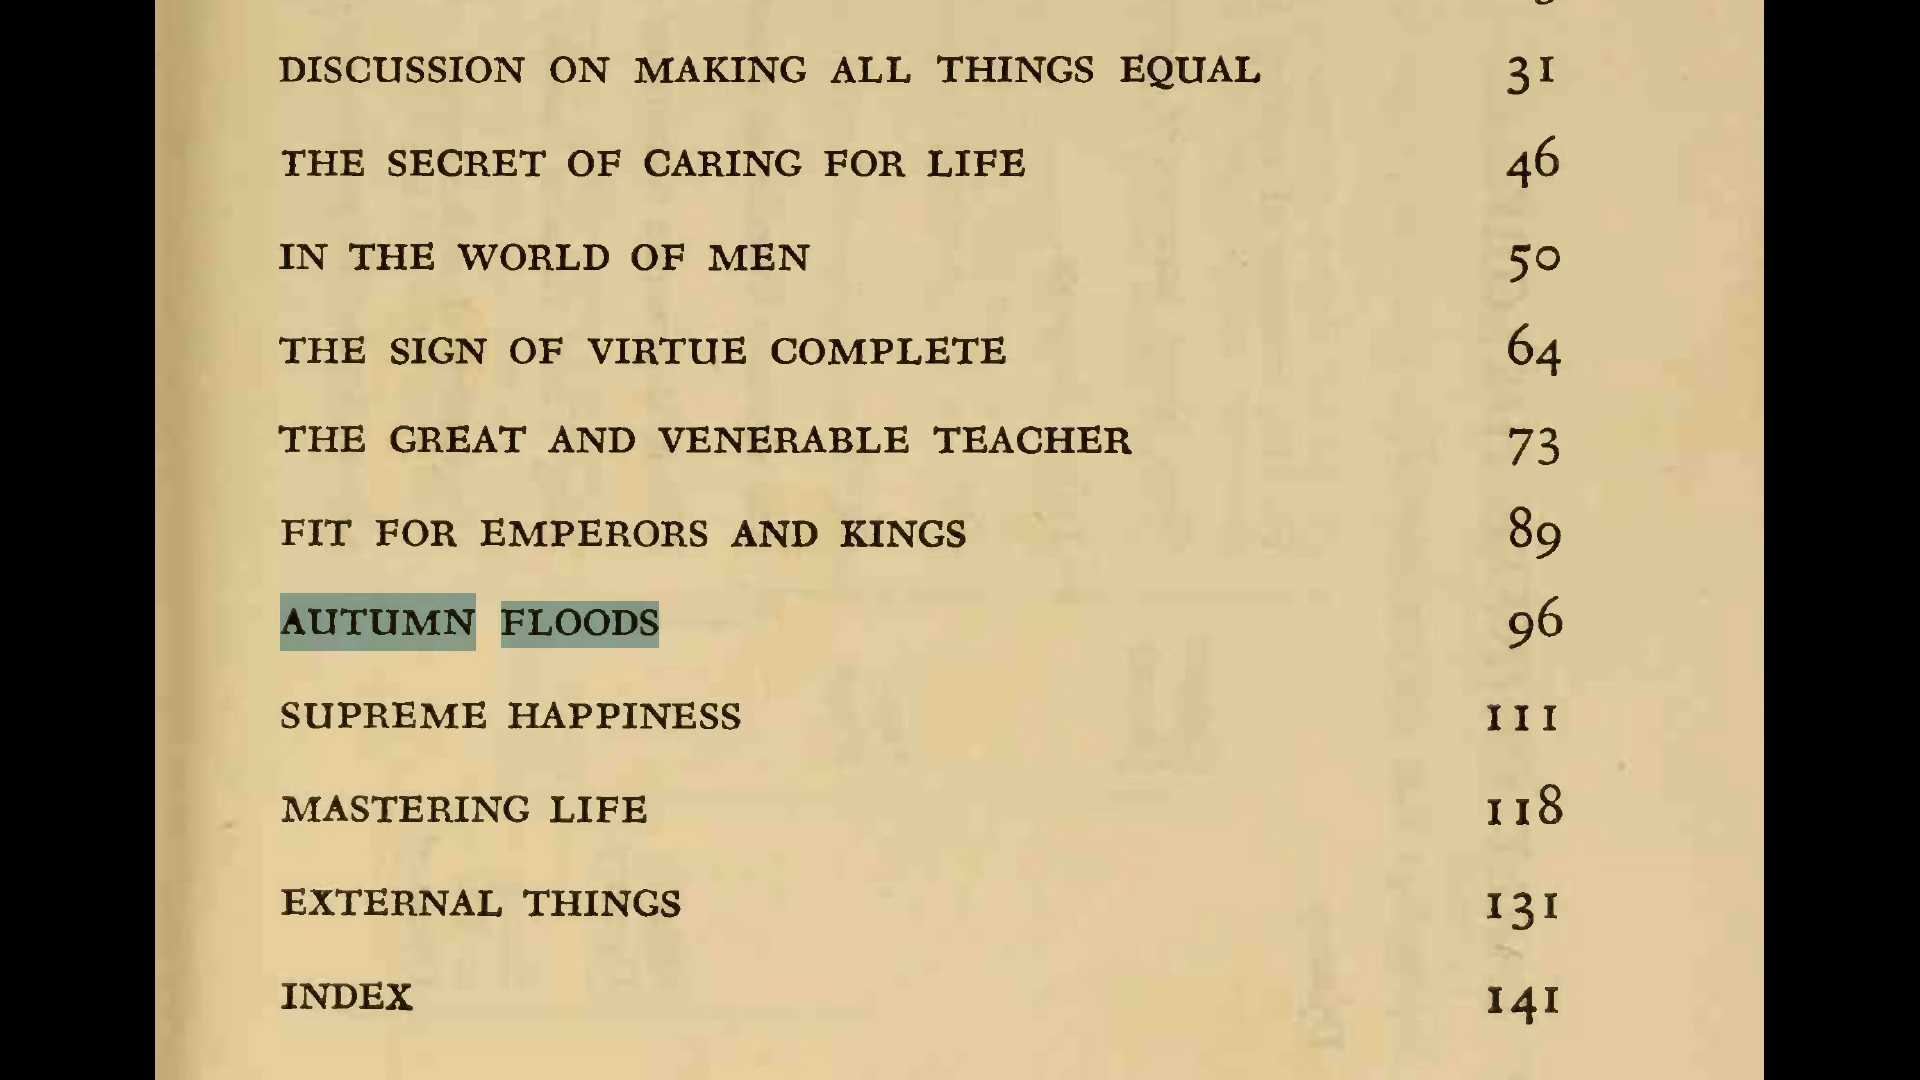 DISCUSSION ON MAKING ALL THINGS EQUAL 31
THE SECRET OF CARING FOR LIFE 46
IN THE WORLD OF MEN 50
THE SIGN OF VIRTUE COMPLETE 64
THE GREAT AND VENERABLE TEACHER 73
FIT FOR EMPERORS AND KINGS 89
AUTUMN FLOODS 96
SUPREME HAPPINESS 111
MASTERING LIFE 118
EXTERNAL THINGS 131
INDEX 141